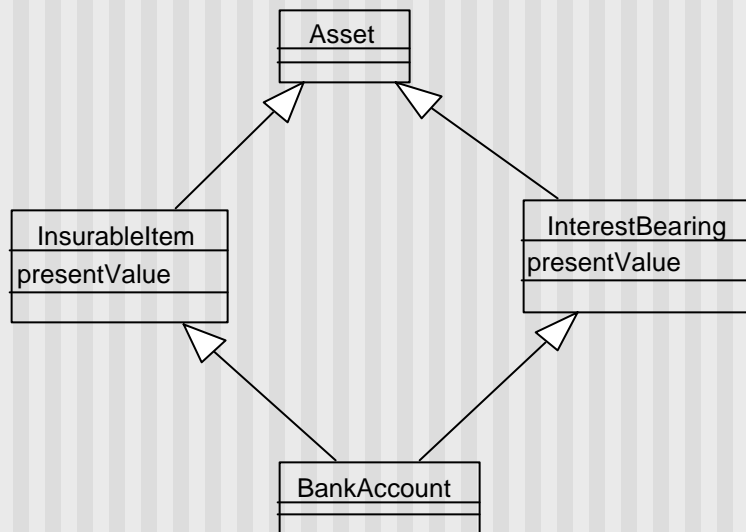 Asset
InsurableItem
presentValue
InterestBearing
presentValue
BankAccount